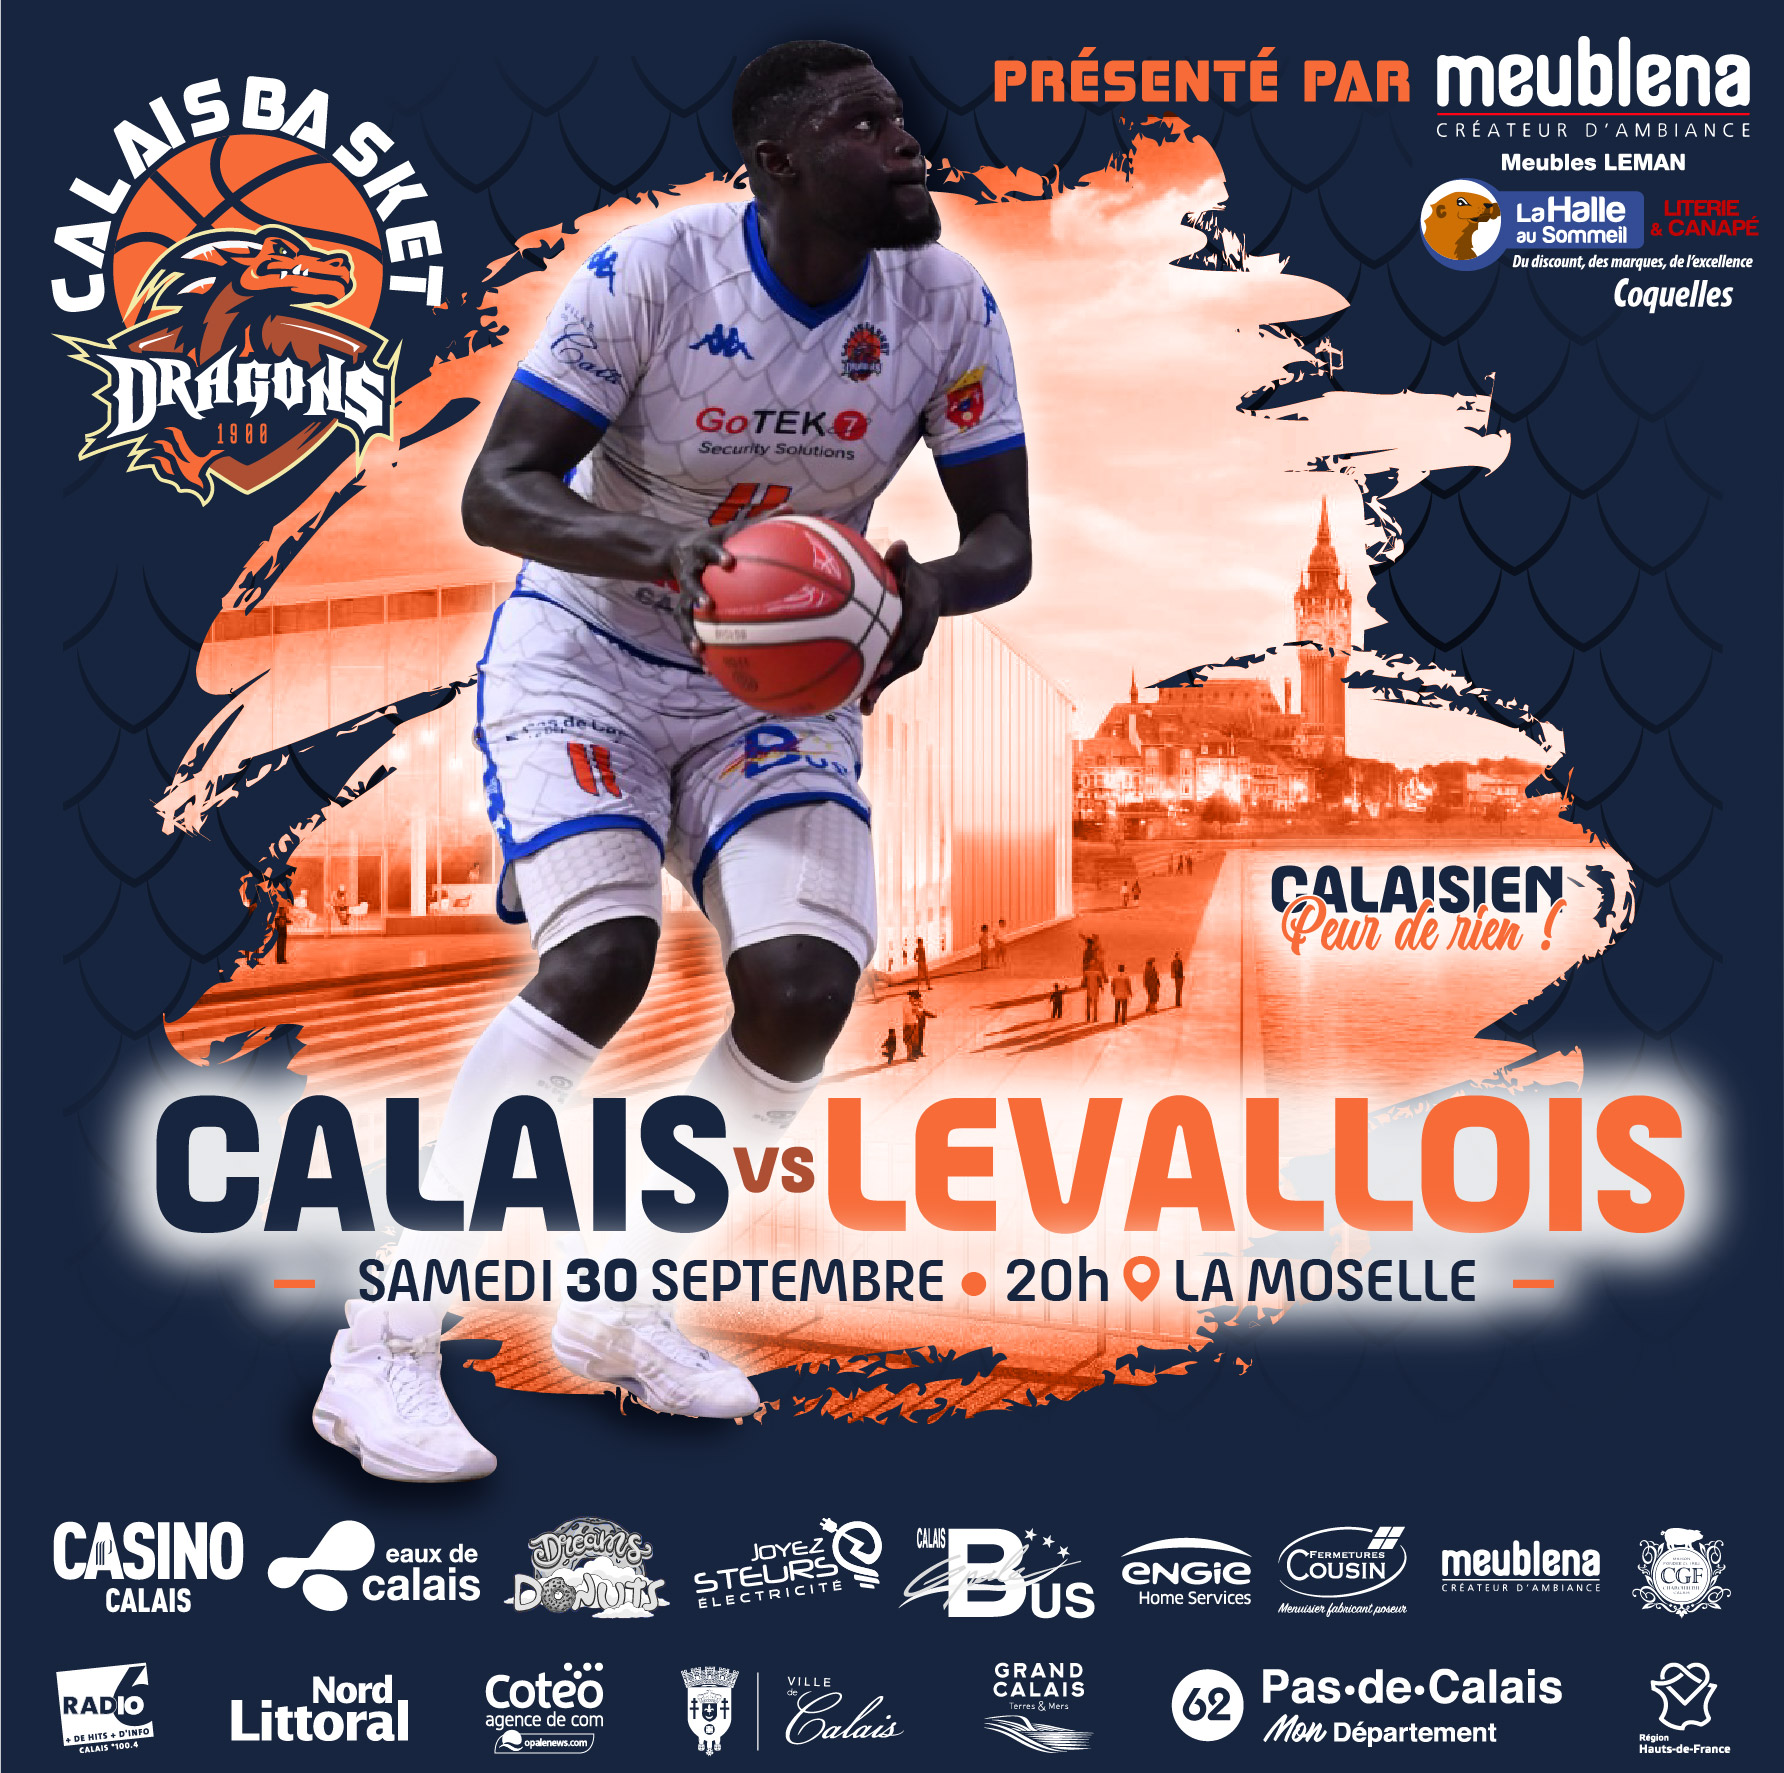 PRÉSENTÉ PAR
meublena
CRÉATEUR D'AMBIANCE
Meubles LEMAN
La Halle
au Sommeil
LITERIE
& CANAPÉ
Du discount, des marques, de l'excellence
Coquelles
CALAIS BASKET
DRAGONS
1900
GoTEK 7
Security Solutions
BUS
CALAISIEN
Peur de rien !
CALAIS VS LEVALLOIS
SAMEDI 30 SEPTEMBRE • 20h LA MOSELLE
CASINO
CALAIS
eaux de
calais
Dreams
DONUTS
JOYEZ
STEURS
ÉLECTRICITÉ
CALAIS
BUS
ENGIE
Home Services
FERMETURES
COUSIN
Menuisier fabricant poseur
meublena
CRÉATEUR D'AMBIANCE
CGF
RADIO 6
+ DE HITS + D'INFO
CALAIS *100.4
Nord
Littoral
Cotéo
agence de com
opalenews.com
VILLE
de
Calais
GRAND
CALAIS
Terres & Mers
62
Pas-de-Calais
Mon Département
Région
Hauts-de-France